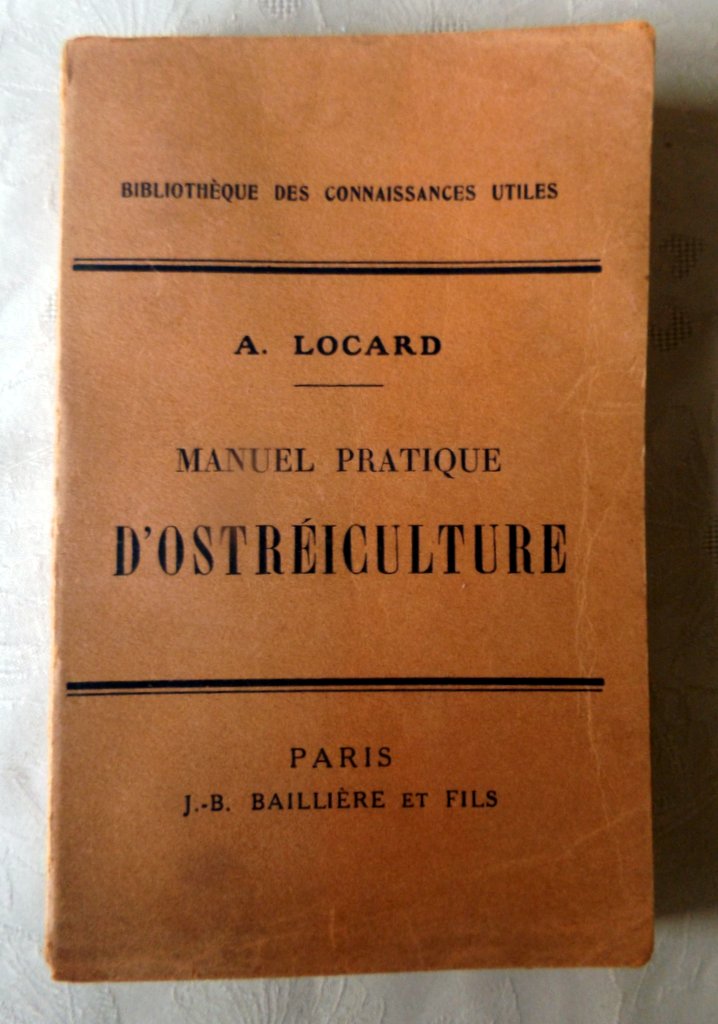 BIBLIOTHÈQUE DES CONNAISSANCES UTILES
A. LOCARD
MANUEL PRATIQUE
D'OSTRÉICULTURE
PARIS
J.-B. BAILLIÈRE ET FILS